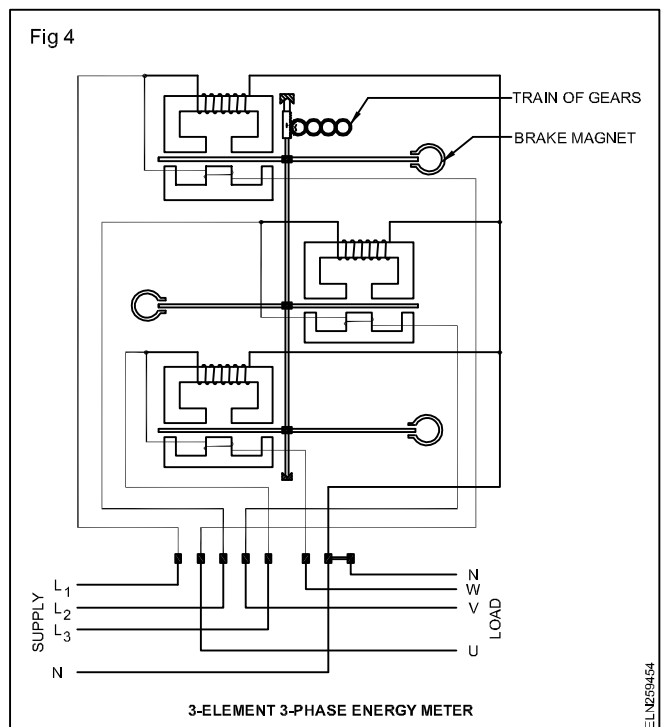 Fig 4
TRAIN OF GEARS
BRAKE MAGNET
SUPPLY
L1
L2
L3
N
N
W
V
U
LOAD
3-ELEMENT 3-PHASE ENERGY METER
ELN259454